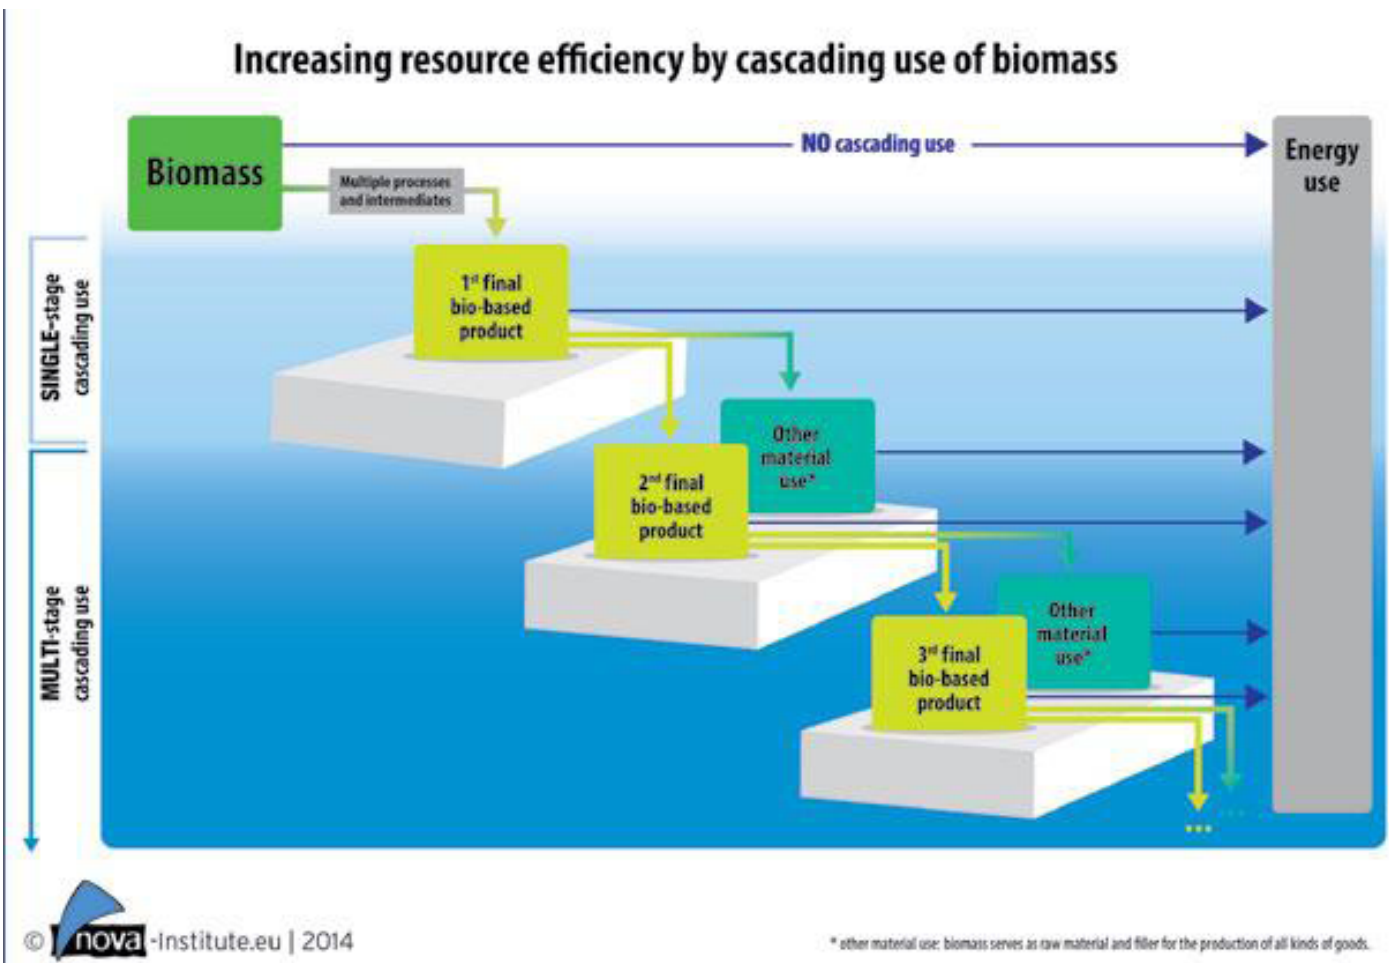 Increasing resource efficiency by cascading use of biomass
Biomass
NO cascading use
Energy
use
Multiple processes
and intermediates
SINGLE-stage
cascading use
1st final
bio-based
product
Other
material
use*
2nd final
bio-based
product
MULTI-stage
cascading use
Other
material
use*
3rd final
bio-based
product
...
...
© nova-Institute.eu | 2014
* other material use: biomass serves as raw material and filler for the production of all kinds of goods.